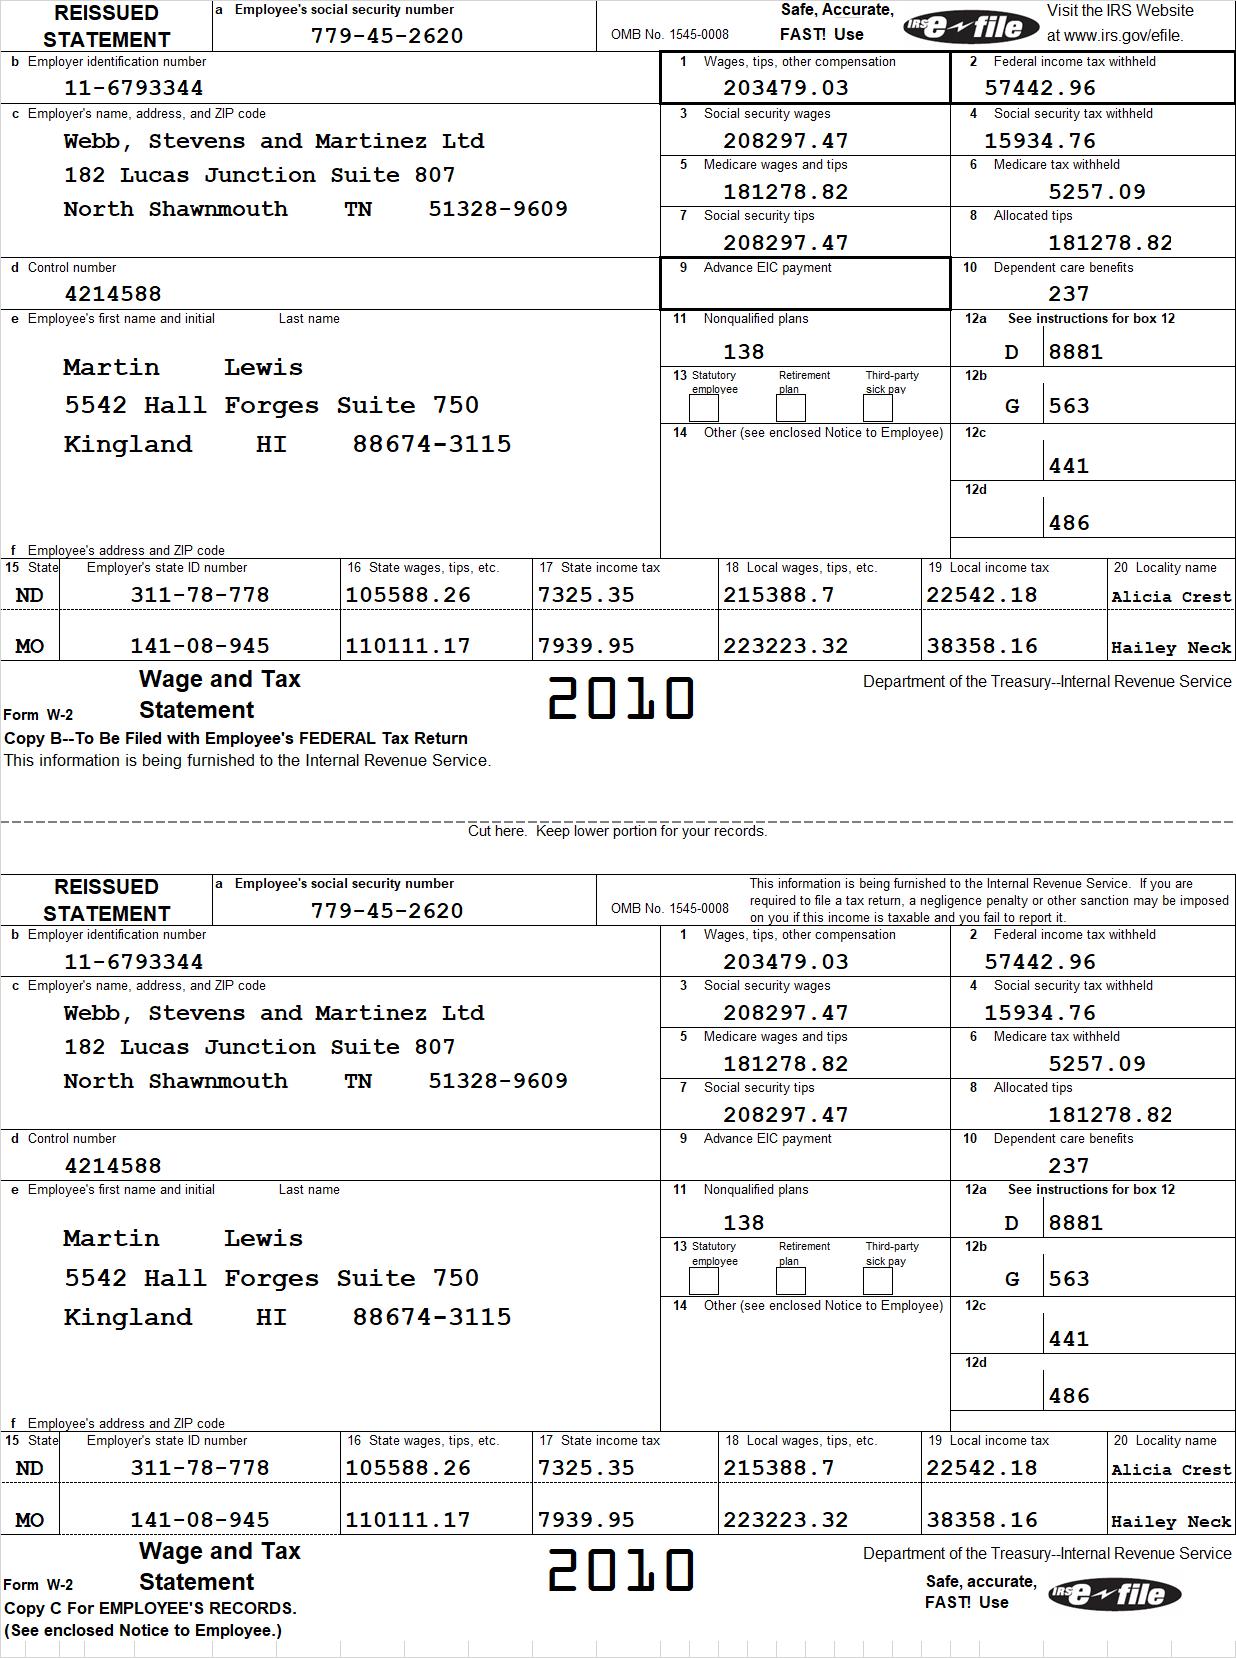 REISSUED STATEMENT
a Employee's social security number
779-45-2620
OMB No. 1545-0008
Safe, Accurate, FAST! Use
IRS e-file
Visit the IRS Website at www.irs.gov/efile.
b Employer identification number
11-6793344
1 Wages, tips, other compensation
203479.03
2 Federal income tax withheld
57442.96
c Employer's name, address, and ZIP code
Webb, Stevens and Martinez Ltd
182 Lucas Junction Suite 807
North Shawnmouth TN 51328-9609
3 Social security wages
208297.47
4 Social security tax withheld
15934.76
5 Medicare wages and tips
181278.82
6 Medicare tax withheld
5257.09
7 Social security tips
208297.47
8 Allocated tips
181278.82
d Control number
4214588
9 Advance EIC payment
10 Dependent care benefits
237
e Employee's first name and initial Last name
Martin Lewis
5542 Hall Forges Suite 750
Kingland HI 88674-3115
f Employee's address and ZIP code
11 Nonqualified plans
138
12a See instructions for box 12
D 8881
13 Statutory employee Retirement plan Third-party sick pay
12b
G 563
14 Other (see enclosed Notice to Employee)
12c
441
12d
486
15 State Employer's state ID number 16 State wages, tips, etc. 17 State income tax 18 Local wages, tips, etc. 19 Local income tax 20 Locality name
ND 311-78-778 105588.26 7325.35 215388.7 22542.18 Alicia Crest
MO 141-08-945 110111.17 7939.95 223223.32 38358.16 Hailey Neck
Form W-2 Wage and Tax Statement
2010
Department of the Treasury--Internal Revenue Service
Copy B--To Be Filed with Employee's FEDERAL Tax Return
This information is being furnished to the Internal Revenue Service.
Cut here. Keep lower portion for your records.
REISSUED STATEMENT
a Employee's social security number
779-45-2620
OMB No. 1545-0008
This information is being furnished to the Internal Revenue Service. If you are
required to file a tax return, a negligence penalty or other sanction may be imposed
on you if this income is taxable and you fail to report it.
b Employer identification number
11-6793344
1 Wages, tips, other compensation
203479.03
2 Federal income tax withheld
57442.96
c Employer's name, address, and ZIP code
Webb, Stevens and Martinez Ltd
182 Lucas Junction Suite 807
North Shawnmouth TN 51328-9609
3 Social security wages
208297.47
4 Social security tax withheld
15934.76
5 Medicare wages and tips
181278.82
6 Medicare tax withheld
5257.09
7 Social security tips
208297.47
8 Allocated tips
181278.82
d Control number
4214588
9 Advance EIC payment
10 Dependent care benefits
237
e Employee's first name and initial Last name
Martin Lewis
5542 Hall Forges Suite 750
Kingland HI 88674-3115
f Employee's address and ZIP code
11 Nonqualified plans
138
12a See instructions for box 12
D 8881
13 Statutory employee Retirement plan Third-party sick pay
12b
G 563
14 Other (see enclosed Notice to Employee)
12c
441
12d
486
15 State Employer's state ID number 16 State wages, tips, etc. 17 State income tax 18 Local wages, tips, etc. 19 Local income tax 20 Locality name
ND 311-78-778 105588.26 7325.35 215388.7 22542.18 Alicia Crest
MO 141-08-945 110111.17 7939.95 223223.32 38358.16 Hailey Neck
Form W-2 Wage and Tax Statement
2010
Department of the Treasury--Internal Revenue Service
Safe, accurate, FAST! Use
IRS e-file
Copy C For EMPLOYEE'S RECORDS.
(See enclosed Notice to Employee.)